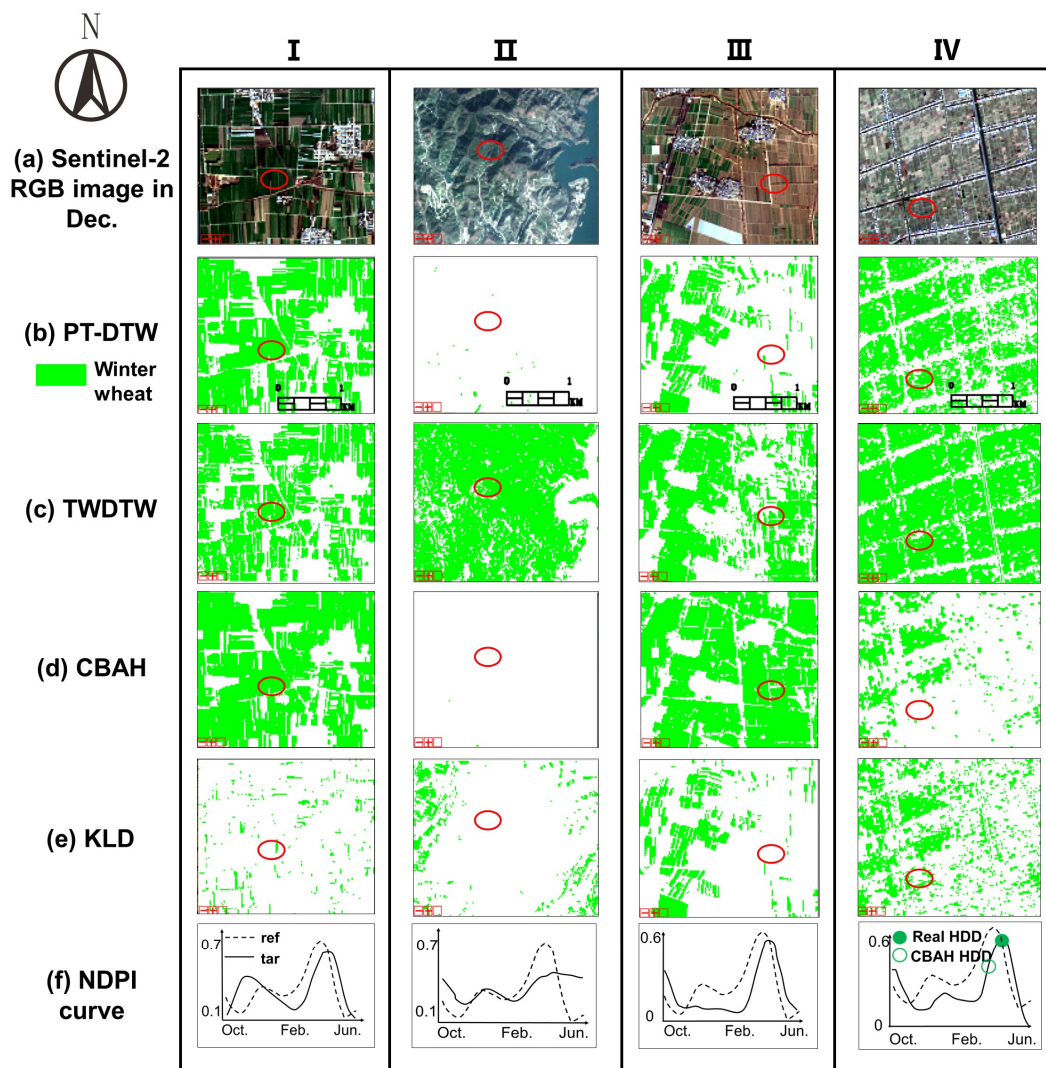 N
I II III IV
(a) Sentinel-2
RGB image in
Dec.
(b) PT-DTW
Winter
wheat
0 1
KM
0 1
KM
0 1
KM
0 1
KM
(c) TWDTW
(d) CBAH
(e) KLD
(f) NDPI
curve
0.7
ref
tar
0.1
Oct. Feb. Jun.
0.7
0.1
Oct. Feb. Jun.
0.6
0
Oct. Feb. Jun.
0.6
Real HDD
CBAH HDD
0
Oct. Feb. Jun.